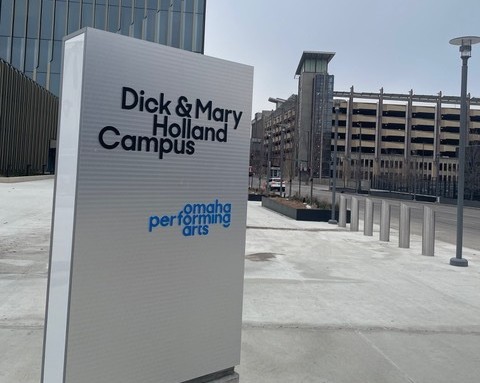 Dick & Mary
Holland
Campus
omaha
performing
arts